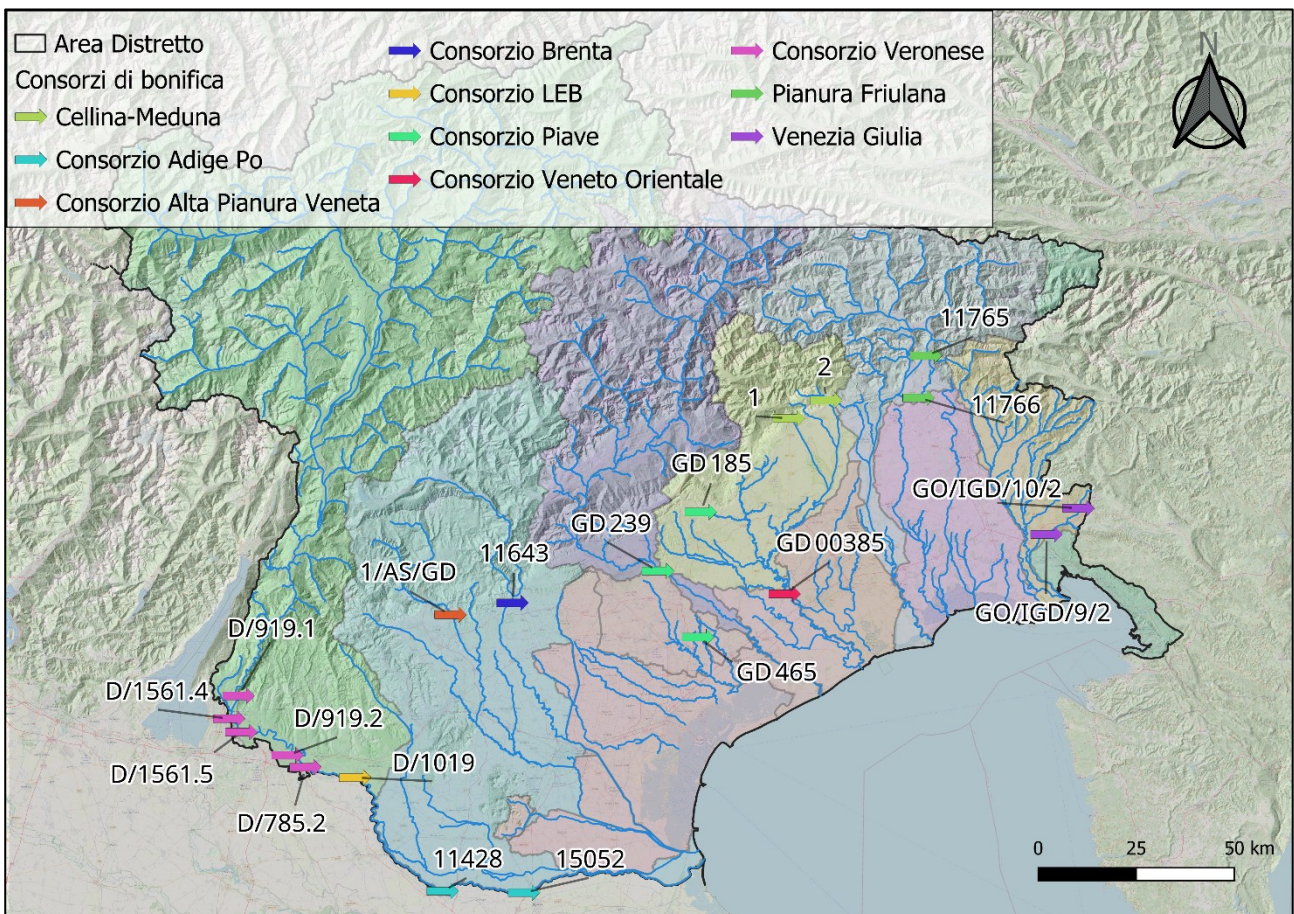 Area Distretto
Consorzi di bonifica
Cellina-Meduna
Consorzio Adige Po
Consorzio Alta Pianura Veneta
Consorzio Brenta
Consorzio LEB
Consorzio Piave
Consorzio Veneto Orientale
Consorzio Veronese
Pianura Friulana
Venezia Giulia
N
11765
2
1
11766
GD 185
GO/IGD/10/2
GD 239
GD 00385
11643
1/AS/GD
GO/IGD/9/2
D/919.1
GD 465
D/1561.4
D/919.2
D/1561.5
D/1019
D/785.2
11428
15052
0 25 50 km